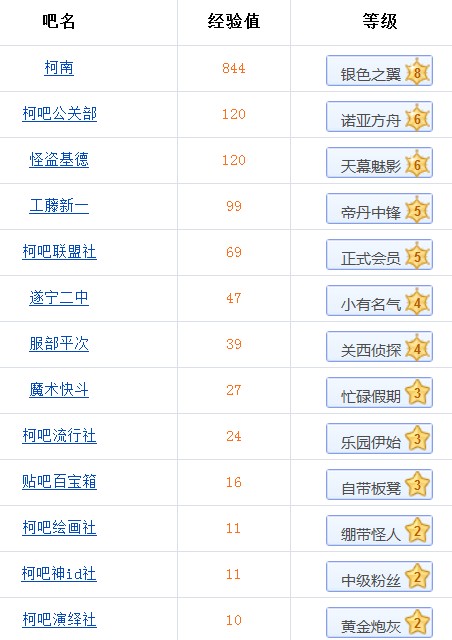 吧名 经验值 等级
柯南 844 银色之翼 8
柯吧公关部 120 诺亚方舟 6
怪盗基德 120 天幕魅影 6
工藤新一 99 帝丹中锋 5
柯吧联盟社 69 正式会员 5
遂宁二中 47 小有名气 4
服部平次 39 关西侦探 4
魔术快斗 27 忙碌假期 3
柯吧流行社 24 乐园伊始 3
贴吧百宝箱 16 自带板凳 3
柯吧绘画社 11 绷带怪人 2
柯吧神id社 11 中级粉丝 2
柯吧演绎社 10 黄金炮灰 2